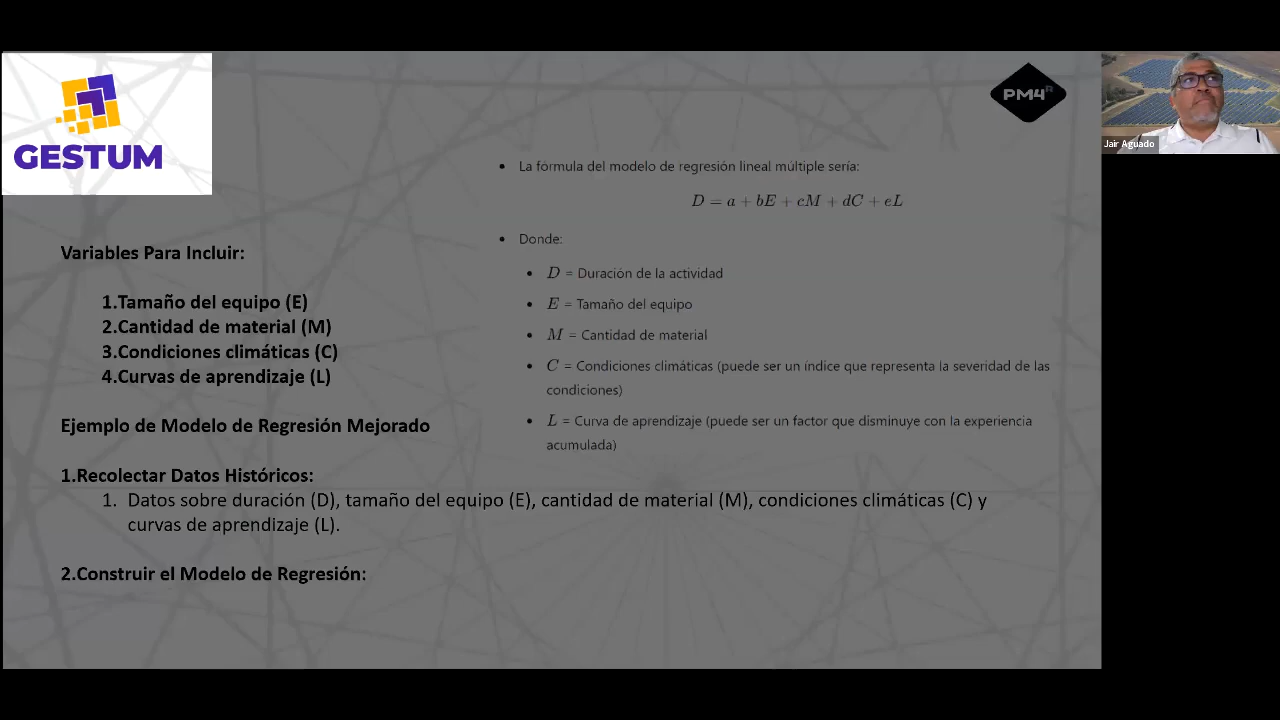 GESTUM
PM4R
Jair Aguado
La fórmula del modelo de regresión lineal múltiple sería:
D = a + bE + cM + dC + eL
Donde:
D = Duración de la actividad
E = Tamaño del equipo
M = Cantidad de material
C = Condiciones climáticas (puede ser un índice que representa la severidad de las
condiciones)
L = Curva de aprendizaje (puede ser un factor que disminuye con la experiencia
acumulada)
Variables Para Incluir:
1.Tamaño del equipo (E)
2.Cantidad de material (M)
3.Condiciones climáticas (C)
4.Curvas de aprendizaje (L)
Ejemplo de Modelo de Regresión Mejorado
1.Recolectar Datos Históricos:
1. Datos sobre duración (D), tamaño del equipo (E), cantidad de material (M), condiciones climáticas (C) y
curvas de aprendizaje (L).
2.Construir el Modelo de Regresión: